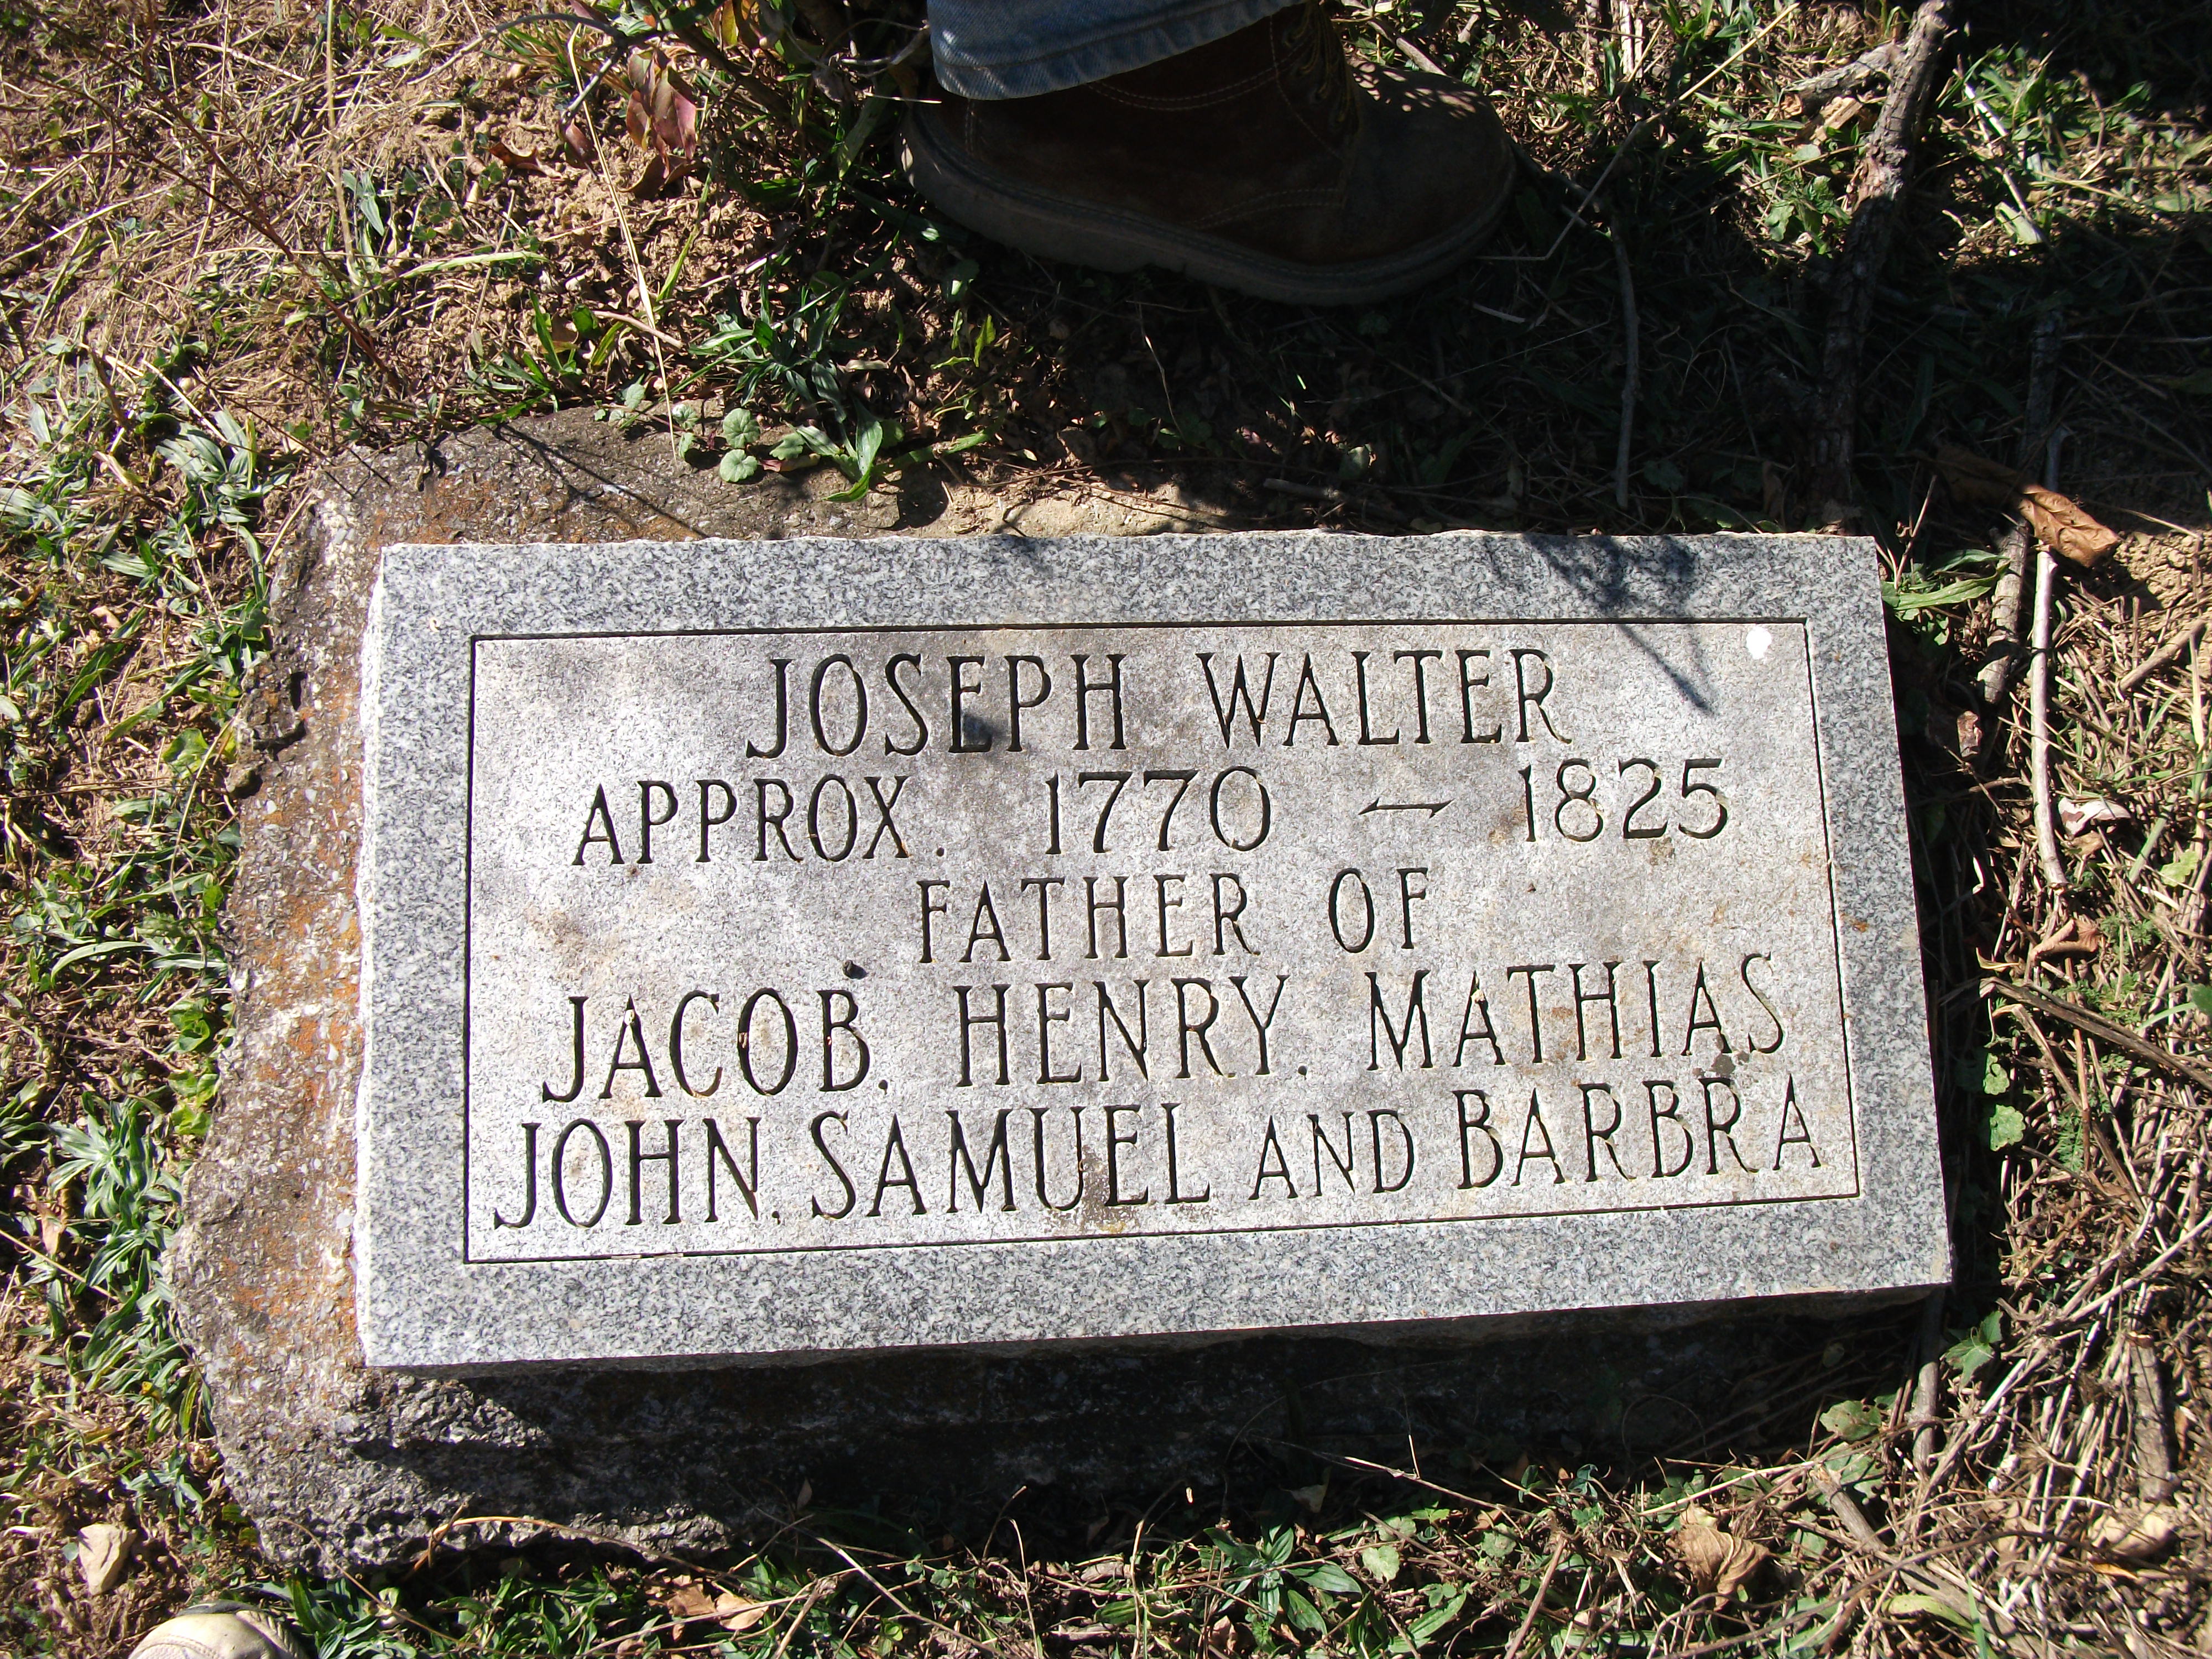 JOSEPH WALTER
APPROX. 1770 - 1825
FATHER OF
JACOB, HENRY, MATHIAS
JOHN, SAMUEL AND BARBRA